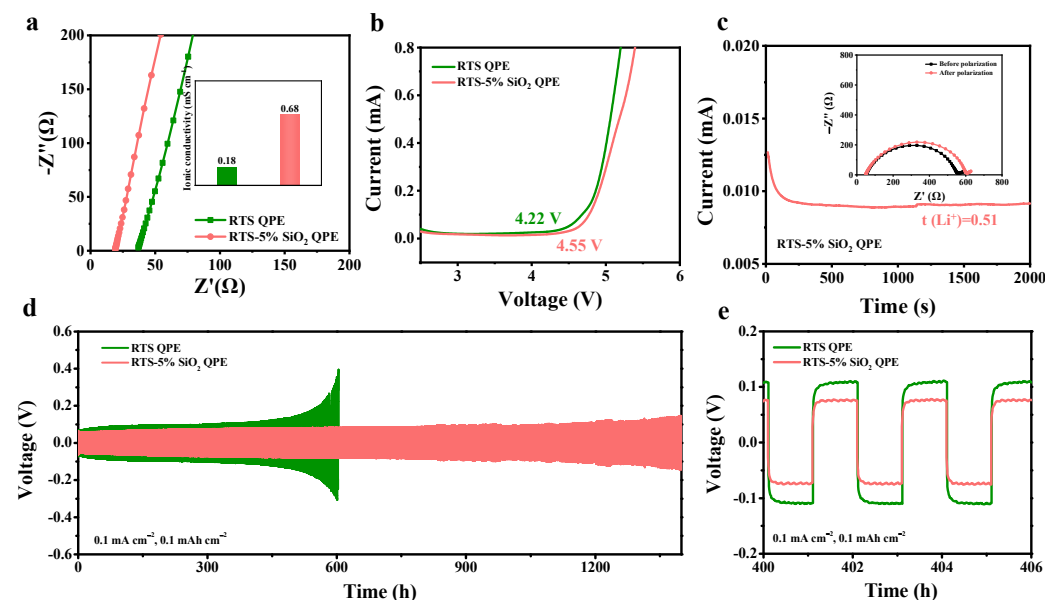 a
200
150
100
50
0
-Z''(Ω)
0
50
100
150
200
Z'(Ω)
Ionic conductivity (mS cm⁻¹)
0.18
0.68
RTS QPE
RTS-5% SiO₂ QPE
b
0.8
0.6
0.4
0.2
0.0
Current (mA)
3
4
5
6
Voltage (V)
RTS QPE
RTS-5% SiO₂ QPE
4.22 V
4.55 V
c
0.020
0.015
0.010
0.005
Current (mA)
0
500
1000
1500
2000
Time (s)
800
600
400
200
0
−Z'' (Ω)
0
200
400
600
800
Z' (Ω)
Before polarization
After polarization
t (Li⁺)=0.51
RTS-5% SiO₂ QPE
d
0.6
0.4
0.2
0.0
-0.2
-0.4
-0.6
Voltage (V)
0
300
600
900
1200
Time (h)
RTS QPE
RTS-5% SiO₂ QPE
0.1 mA cm⁻², 0.1 mAh cm⁻²
e
0.2
0.1
0.0
-0.1
-0.2
Voltage (V)
400
402
404
406
Time (h)
RTS QPE
RTS-5% SiO₂ QPE
0.1 mA cm⁻², 0.1 mAh cm⁻²